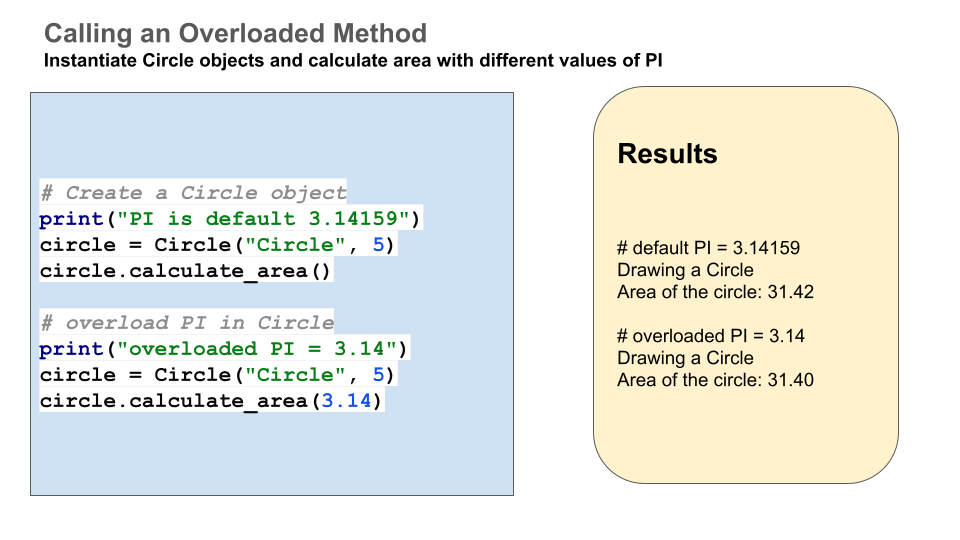 Calling an Overloaded Method
Instantiate Circle objects and calculate area with different values of PI
# Create a Circle object
print("PI is default 3.14159")
circle = Circle("Circle", 5)
circle.calculate_area()
# overload PI in Circle
print("overloaded PI = 3.14")
circle = Circle("Circle", 5)
circle.calculate_area(3.14)
Results
# default PI = 3.14159
Drawing a Circle
Area of the circle: 31.42
# overloaded PI = 3.14
Drawing a Circle
Area of the circle: 31.40